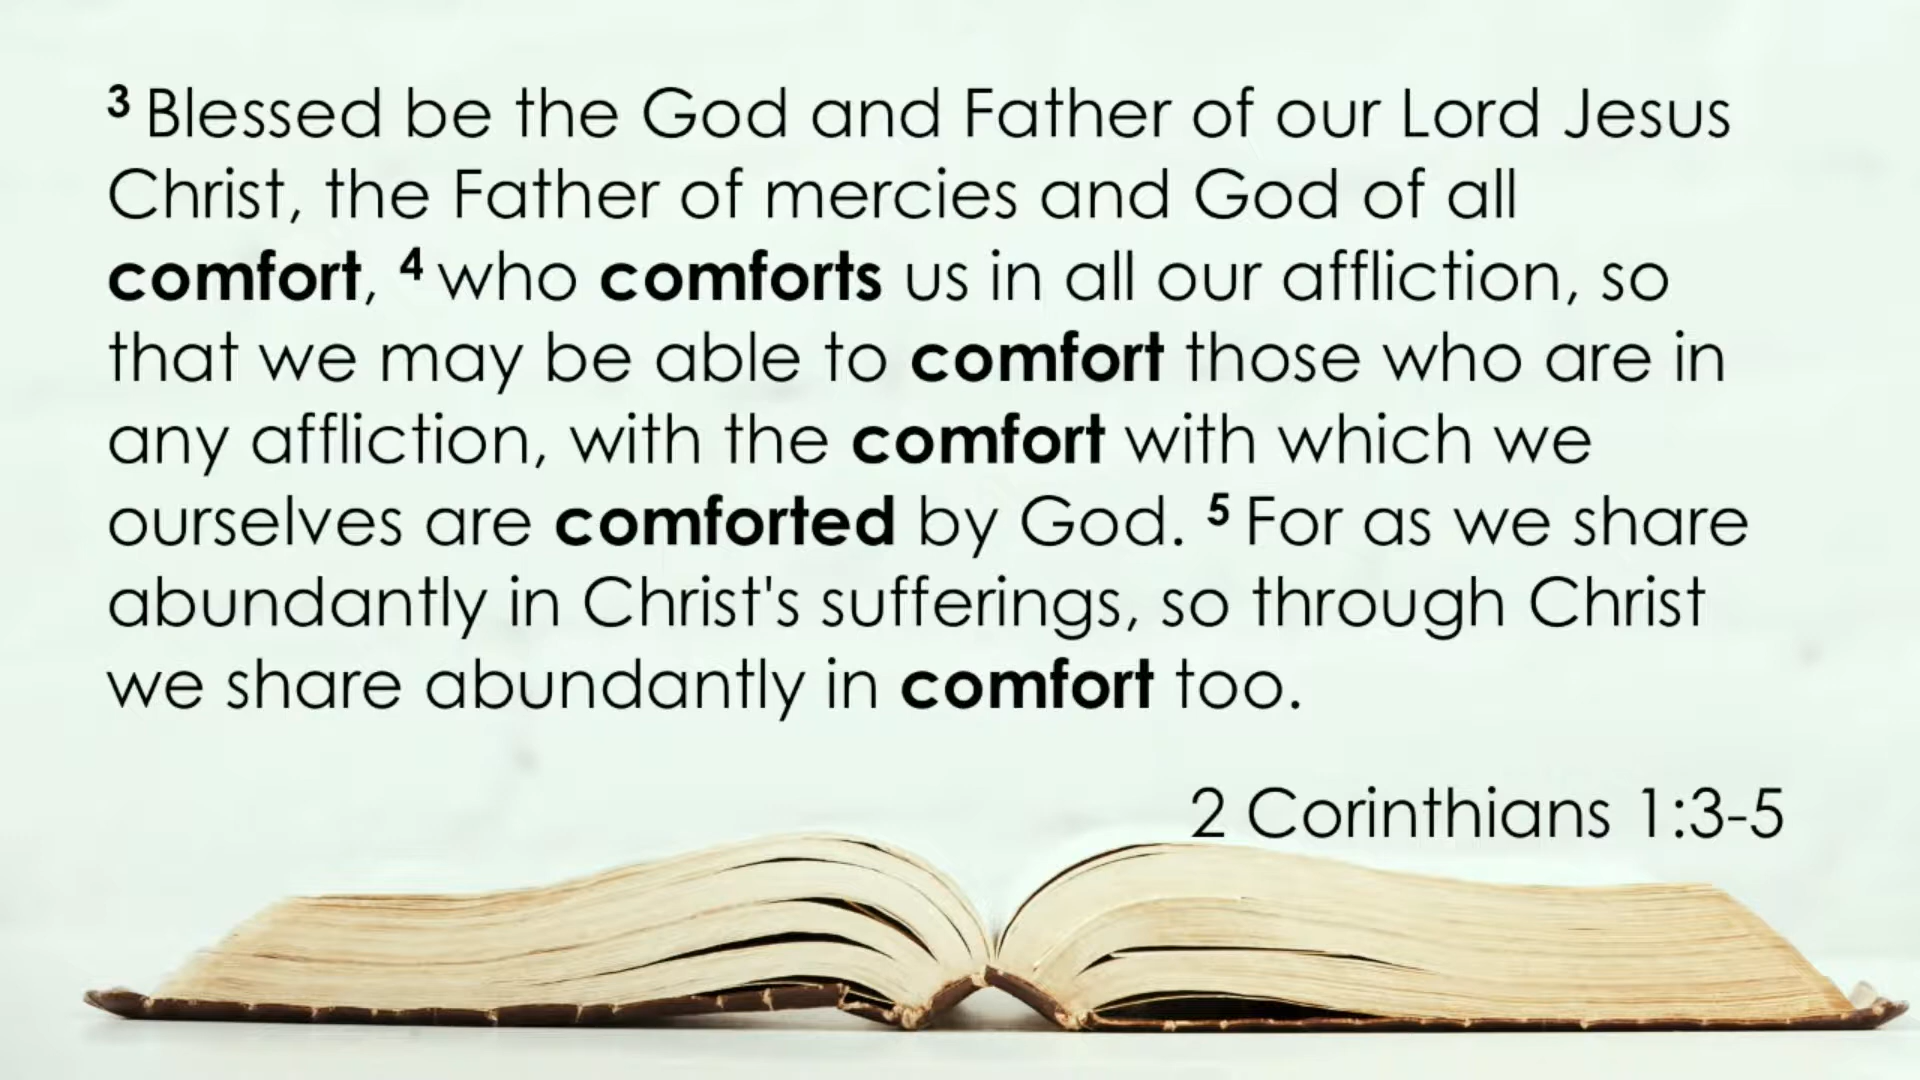 3 Blessed be the God and Father of our Lord Jesus
Christ, the Father of mercies and God of all
comfort, 4 who comforts us in all our affliction, so
that we may be able to comfort those who are in
any affliction, with the comfort with which we
ourselves are comforted by God. 5 For as we share
abundantly in Christ's sufferings, so through Christ
we share abundantly in comfort too.
2 Corinthians 1:3-5